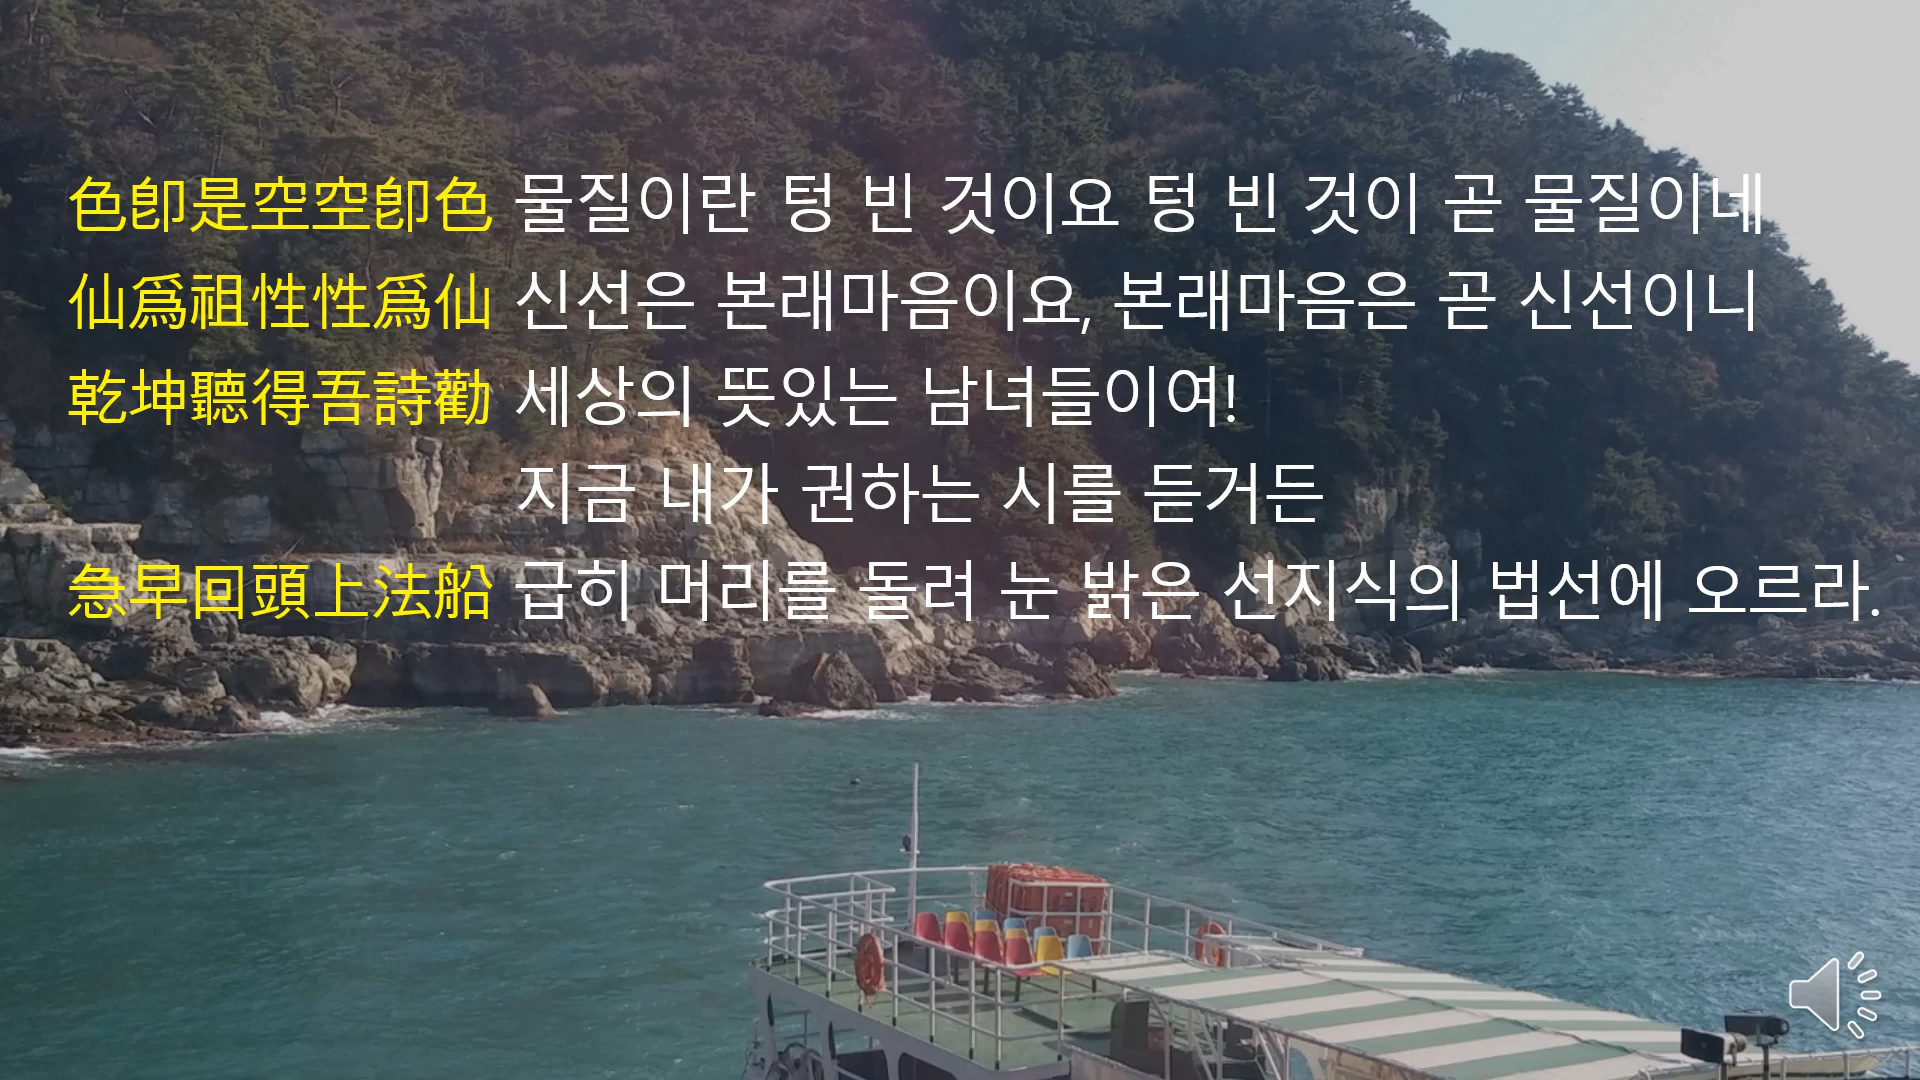 色卽是空空卽色 물질이란 텅 빈 것이요 텅 빈 것이 곧 물질이네
仙爲祖性性爲仙 신선은 본래마음이요, 본래마음은 곧 신선이니
乾坤聽得吾詩勸 세상의 뜻있는 남녀들이여!
지금 내가 권하는 시를 듣거든
急早回頭上法船 급히 머리를 돌려 눈 밝은 선지식의 법선에 오르라.